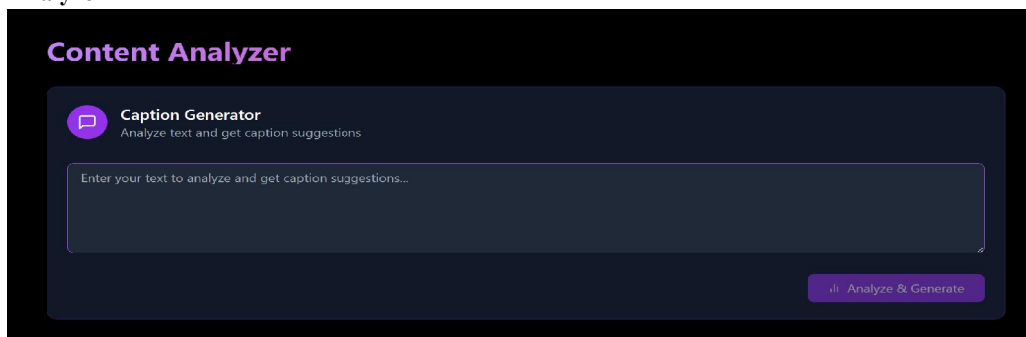 Content Analyzer
Caption Generator
Analyze text and get caption suggestions
Enter your text to analyze and get caption suggestions...
Analyze & Generate